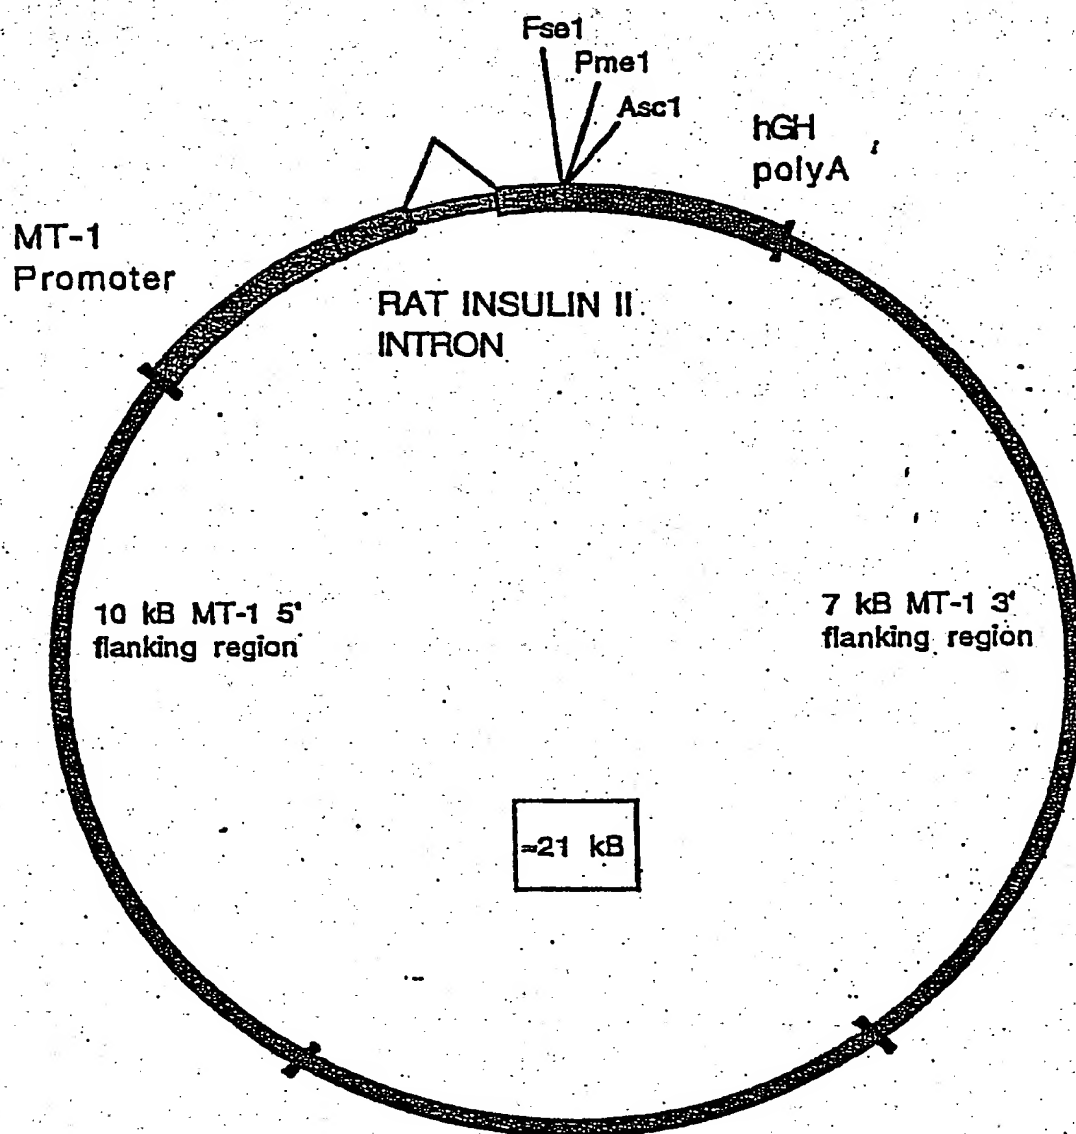 Fse1
Pme1
Asc1
hGH
polyA
MT-1
Promoter
RAT INSULIN II
INTRON
10 kB MT-1 5'
flanking region
7 kB MT-1 3'
flanking region
≈21 kB